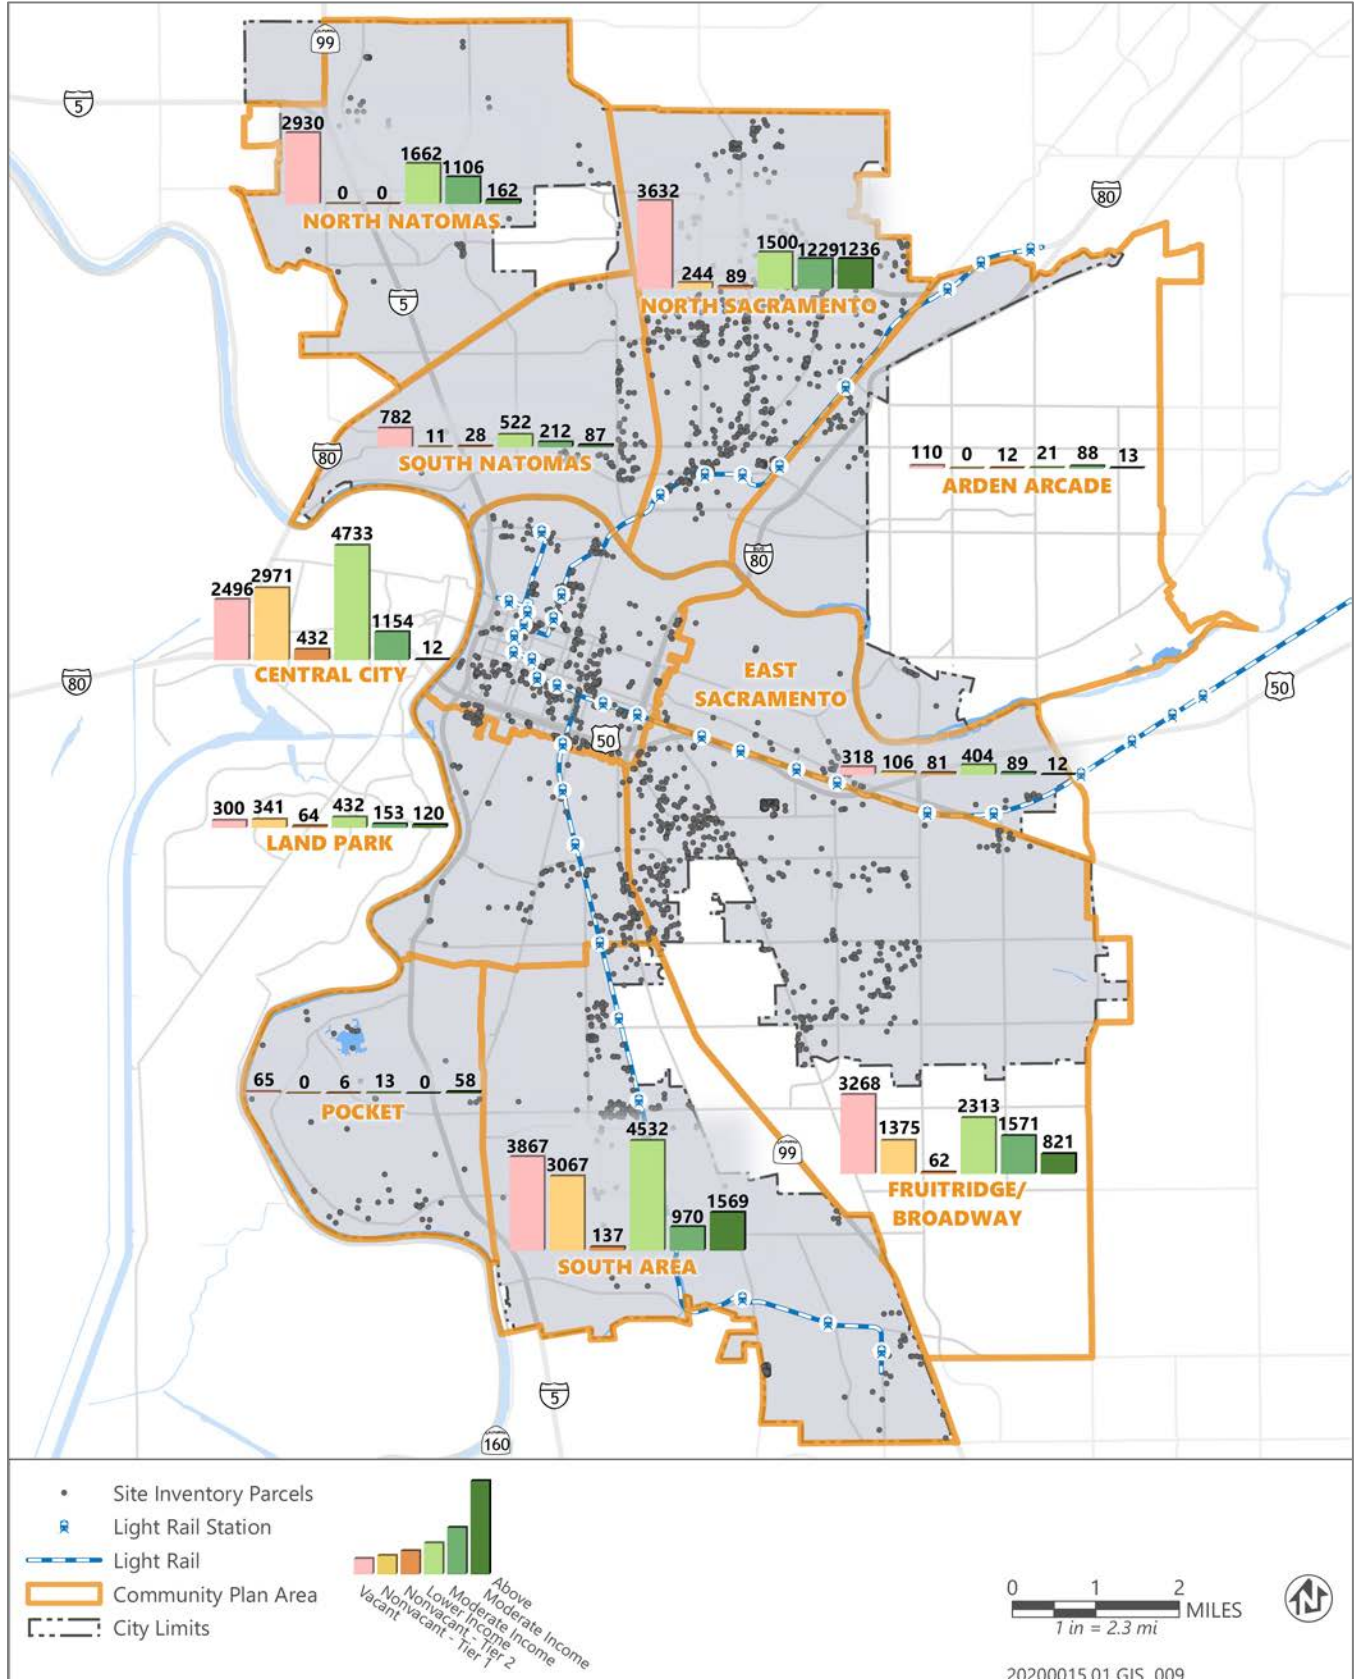 CALIFORNIA
99
5
2930
0
0
1662
1106
162
NORTH NATOMAS
80
3632
244
89
1500
1229
1236
NORTH SACRAMENTO
5
782
11
28
522
212
87
SOUTH NATOMAS
80
110
0
12
21
88
13
ARDEN ARCADE
BUS
80
2496
2971
432
4733
1154
12
CENTRAL CITY
80
EAST
SACRAMENTO
50
50
318
106
81
404
89
12
300
341
64
432
153
120
LAND PARK
65
0
6
13
0
58
POCKET
3268
1375
62
2313
1571
821
FRUITRIDGE/
BROADWAY
CALIFORNIA
99
3867
3067
137
4532
970
1569
SOUTH AREA
5
CALIFORNIA
160
Site Inventory Parcels
Light Rail Station
Light Rail
Community Plan Area
City Limits
Vacant
Nonvacant - Tier 1
Nonvacant - Tier 2
Lower Income
Moderate Income
Above
Moderate Income
0 1 2
MILES
1 in = 2.3 mi
N
20200015.01 GIS 009